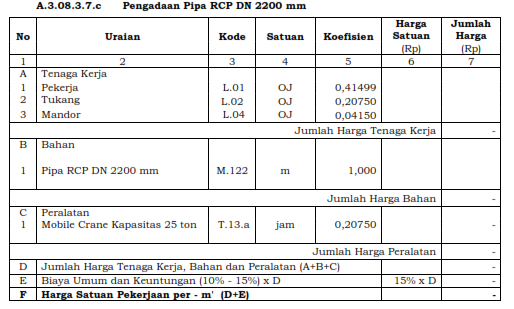 A.3.08.3.7.c Pengadaan Pipa RCP DN 2200 mm
No Uraian Kode Satuan Koefisien Harga Satuan (Rp) Jumlah Harga (Rp)
1 2 3 4 5 6 7
A Tenaga Kerja
1 Pekerja L.01 OJ 0,41499
2 Tukang L.02 OJ 0,20750
3 Mandor L.04 OJ 0,04150
Jumlah Harga Tenaga Kerja -
B Bahan
1 Pipa RCP DN 2200 mm M.122 m 1,000
Jumlah Harga Bahan -
C Peralatan
1 Mobile Crane Kapasitas 25 ton T.13.a jam 0,20750 -
Jumlah Harga Peralatan -
D Jumlah Harga Tenaga Kerja, Bahan dan Peralatan (A+B+C) -
E Biaya Umum dan Keuntungan (10% - 15%) x D 15% x D -
F Harga Satuan Pekerjaan per - m' (D+E) -